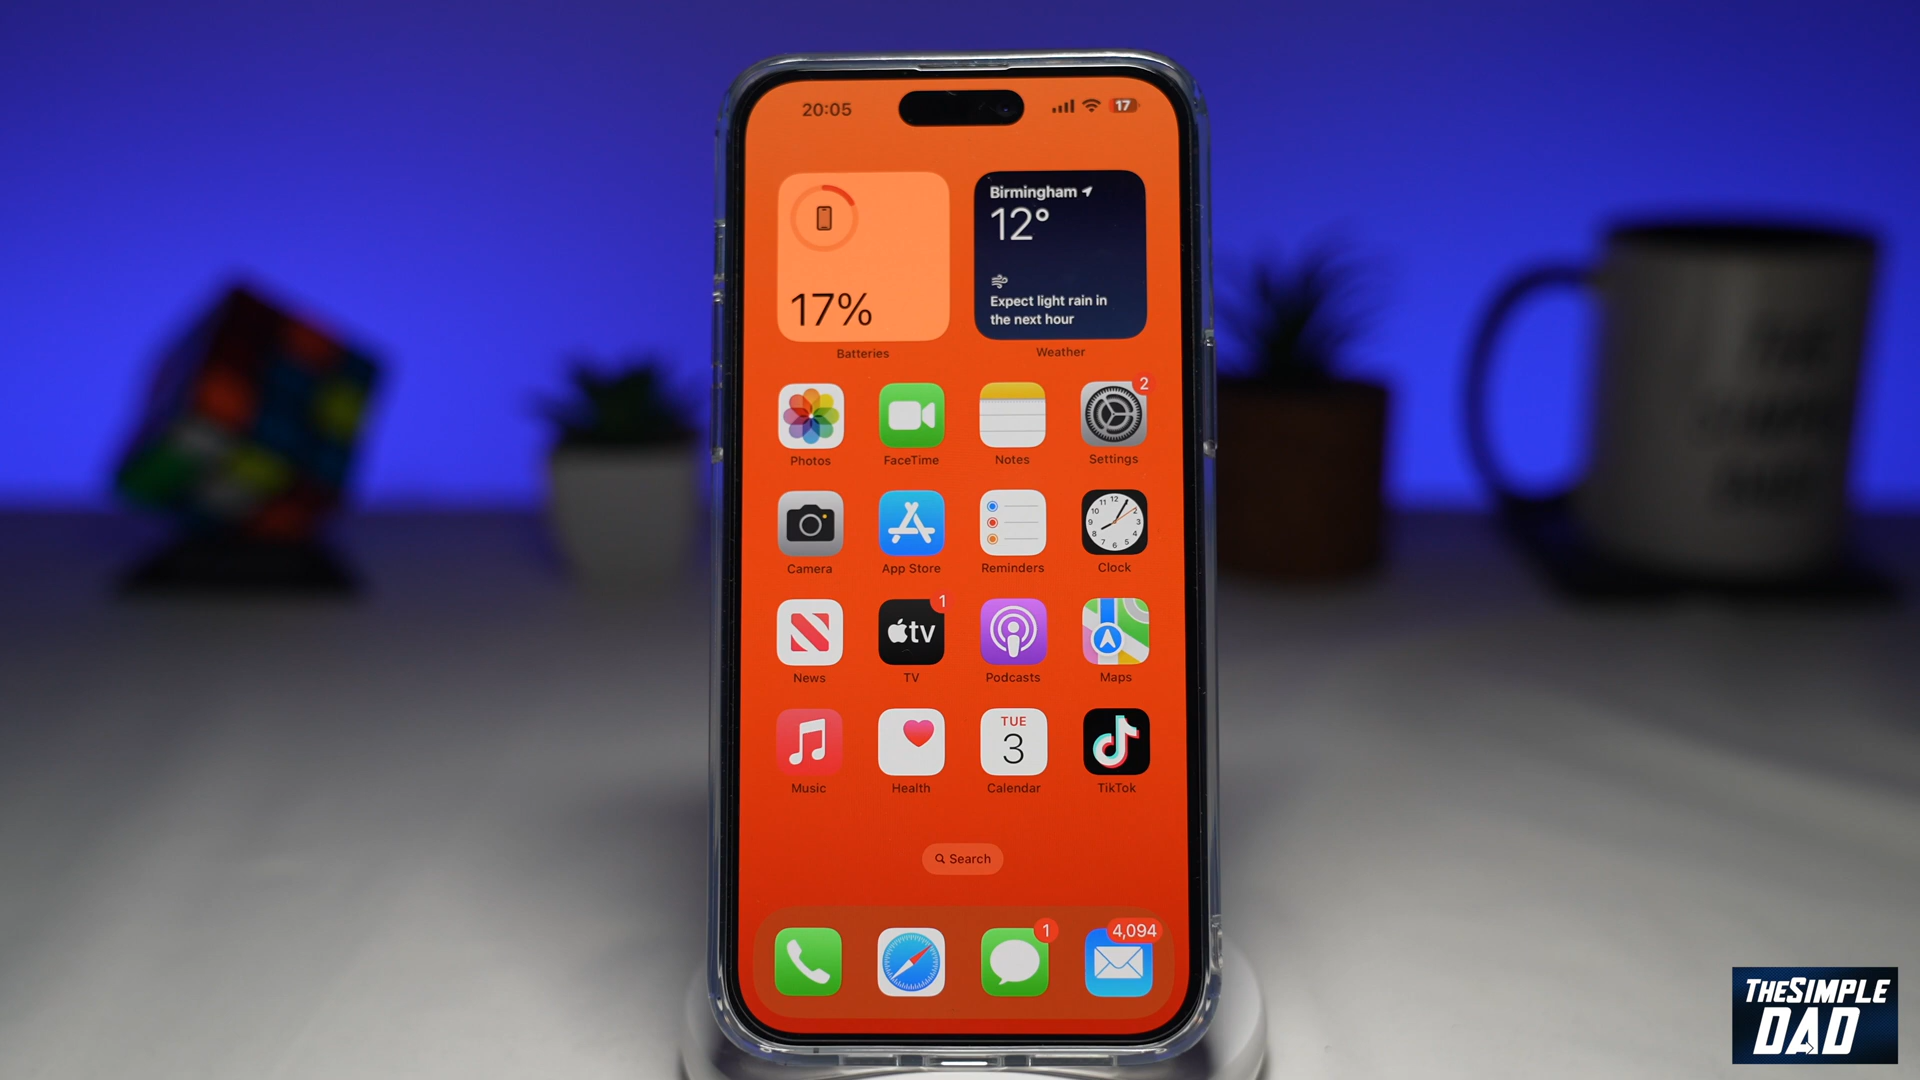 20:05
17
17%
Batteries
Birmingham
12°
Expect light rain in
the next hour
Weather
Photos
FaceTime
Notes
2
Settings
Camera
App Store
Reminders
Clock
News
1
tv
TV
Podcasts
Maps
Music
Health
TUE
3
Calendar
TikTok
Search
1
4,094
THESIMPLE
DAD